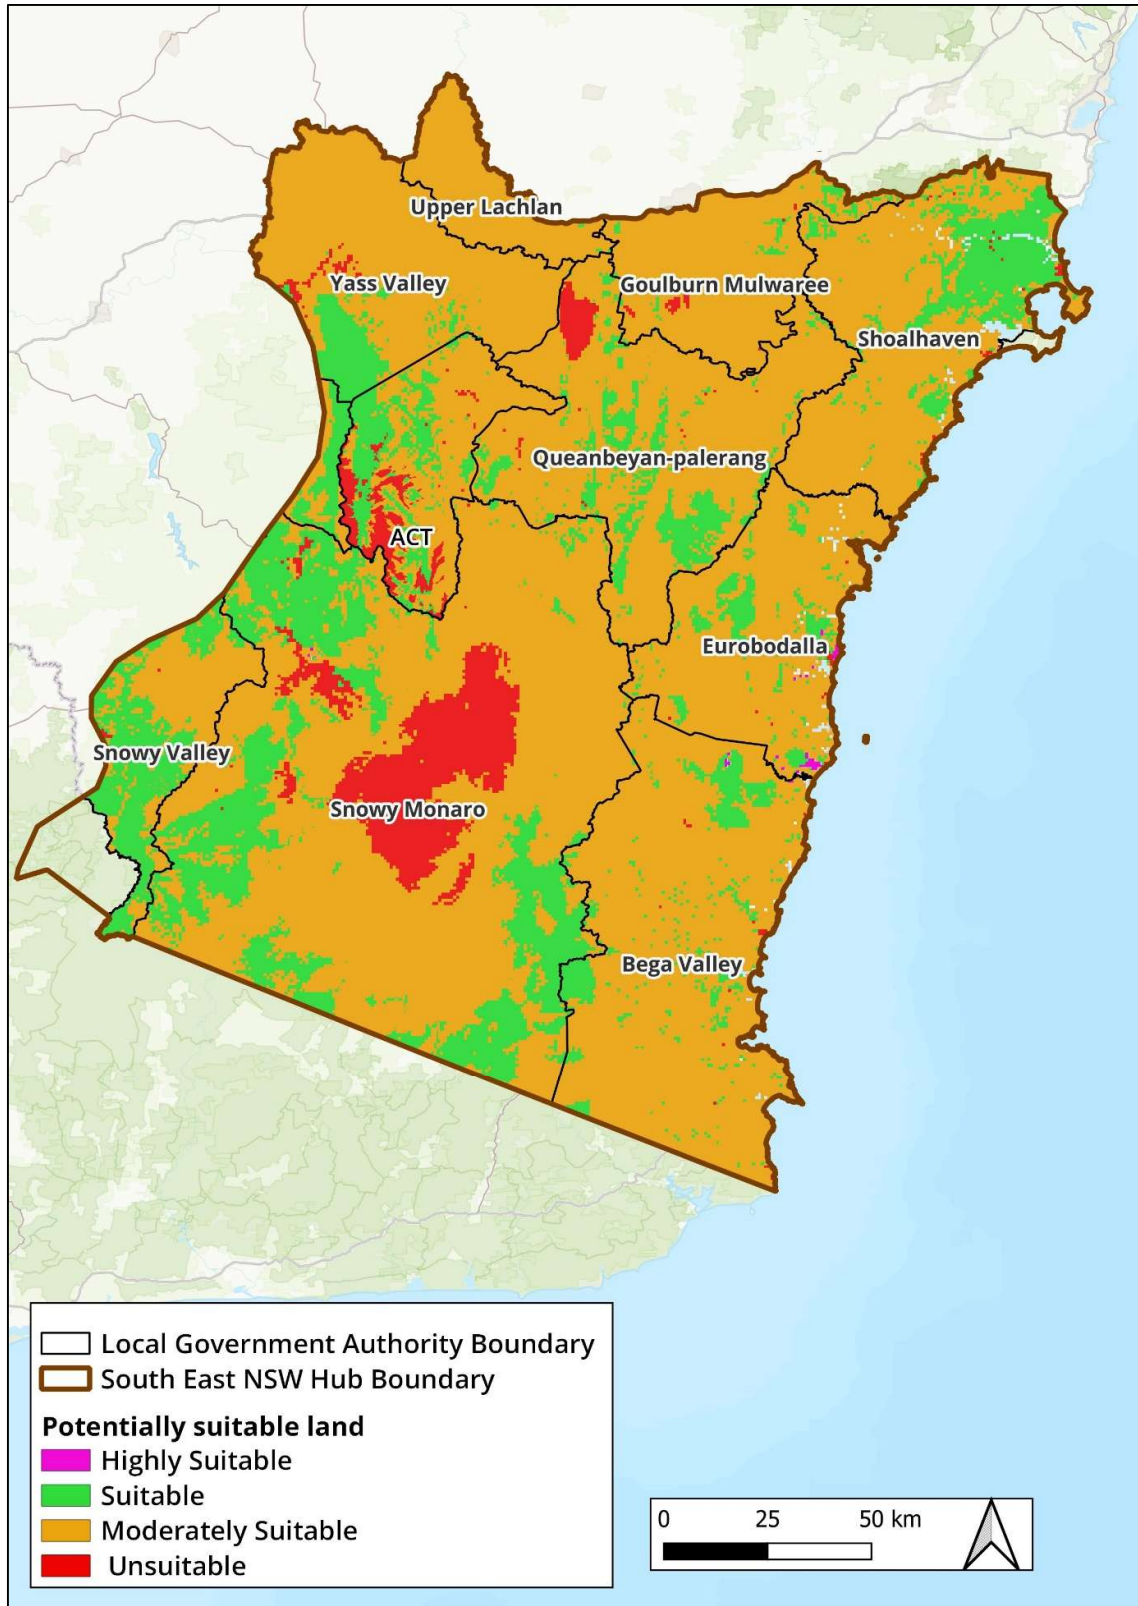 Upper Lachlan
Yass Valley
Goulburn Mulwaree
Shoalhaven
Queanbeyan-palerang
ACT
Eurobodalla
Snowy Valley
Snowy Monaro
Bega Valley
Local Government Authority Boundary
South East NSW Hub Boundary
Potentially suitable land
Highly Suitable
Suitable
Moderately Suitable
Unsuitable
0 25 50 km